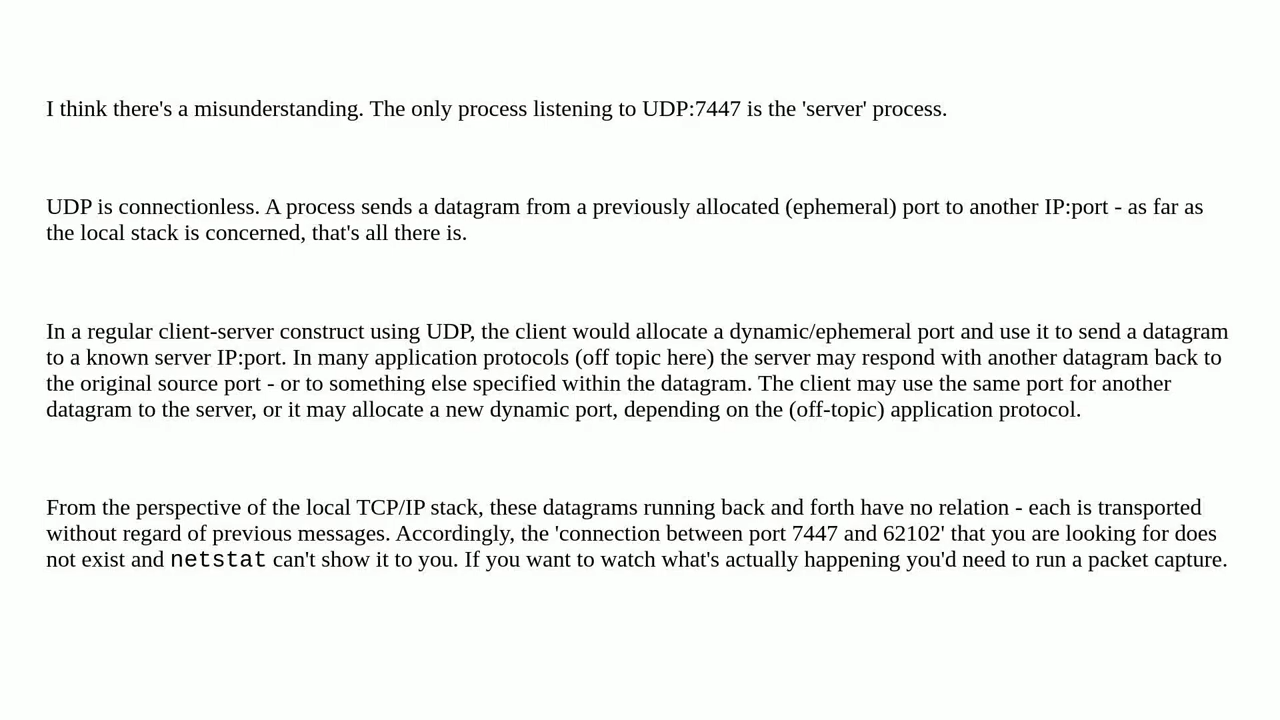 I think there's a misunderstanding. The only process listening to UDP:7447 is the 'server' process.
UDP is connectionless. A process sends a datagram from a previously allocated (ephemeral) port to another IP:port - as far as
the local stack is concerned, that's all there is.
In a regular client-server construct using UDP, the client would allocate a dynamic/ephemeral port and use it to send a datagram
to a known server IP:port. In many application protocols (off topic here) the server may respond with another datagram back to
the original source port - or to something else specified within the datagram. The client may use the same port for another
datagram to the server, or it may allocate a new dynamic port, depending on the (off-topic) application protocol.
From the perspective of the local TCP/IP stack, these datagrams running back and forth have no relation - each is transported
without regard of previous messages. Accordingly, the 'connection between port 7447 and 62102' that you are looking for does
not exist and netstat can't show it to you. If you want to watch what's actually happening you'd need to run a packet capture.